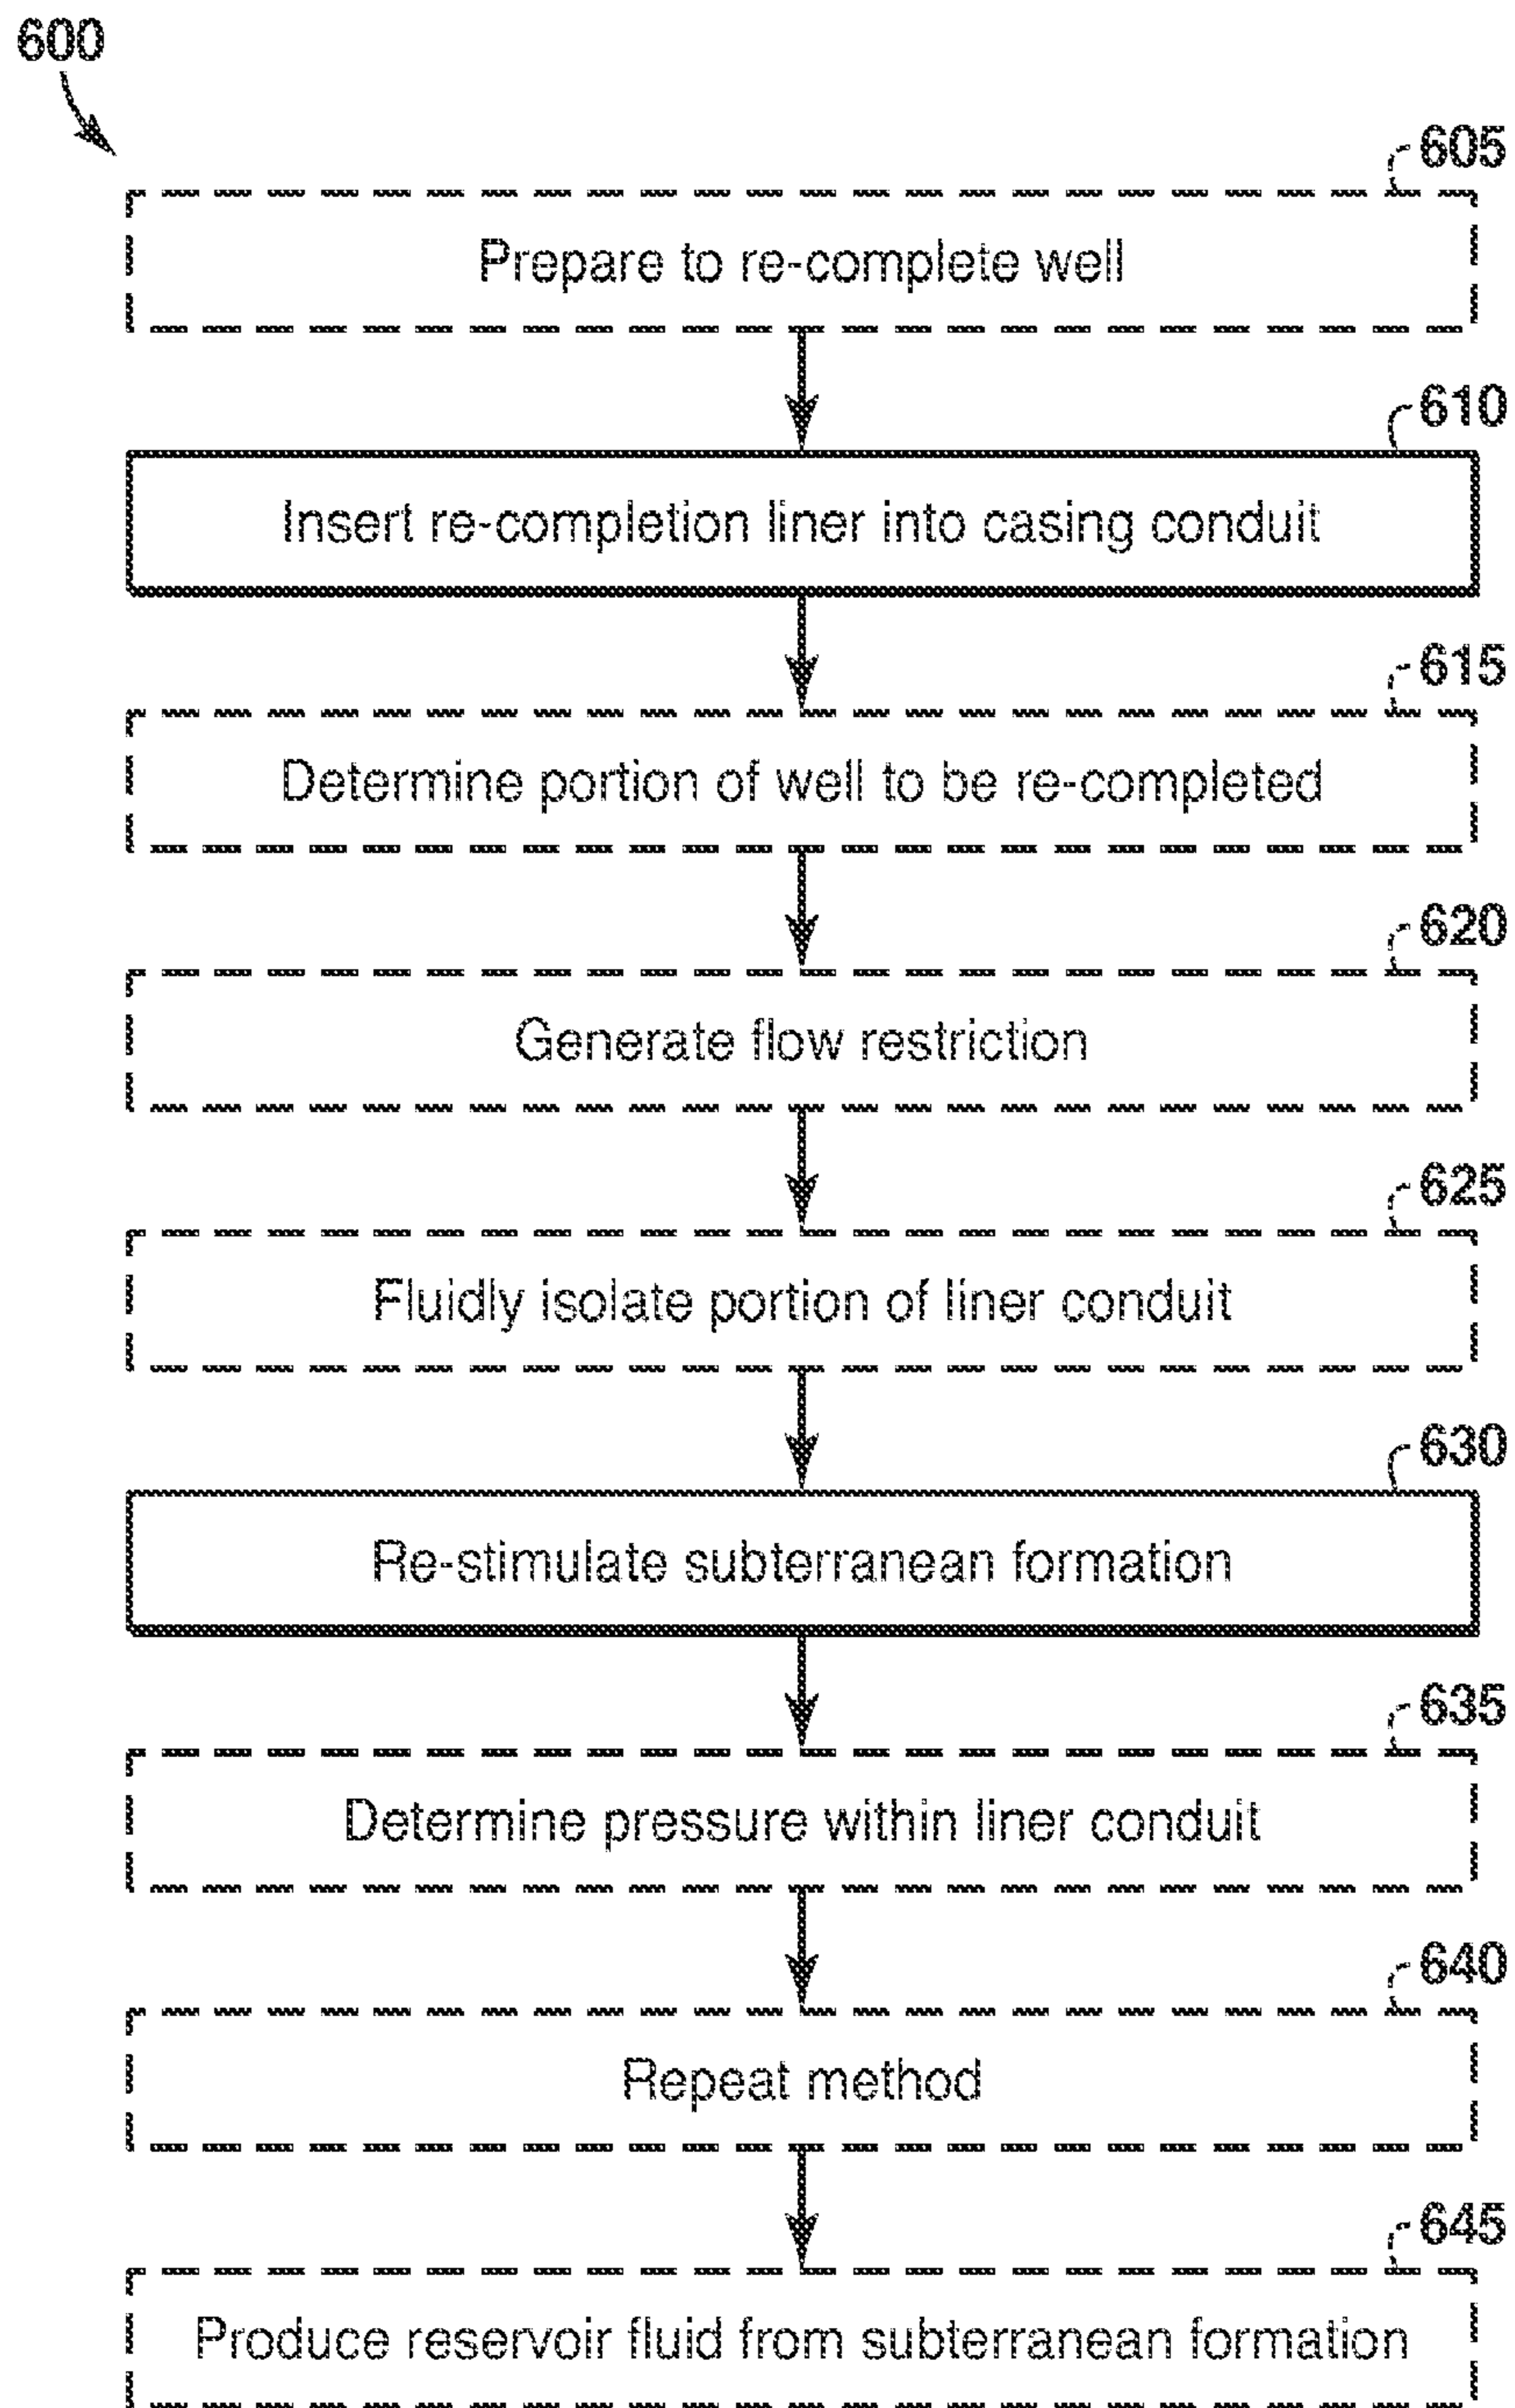 600
605
Prepare to re-complete well
610
Insert re-completion liner into casing conduit
615
Determine portion of well to be re-completed
620
Generate flow restriction
625
Fluidly isolate portion of liner conduit
630
Re-stimulate subterranean formation
635
Determine pressure within liner conduit
640
Repeat method
645
Produce reservoir fluid from subterranean formation